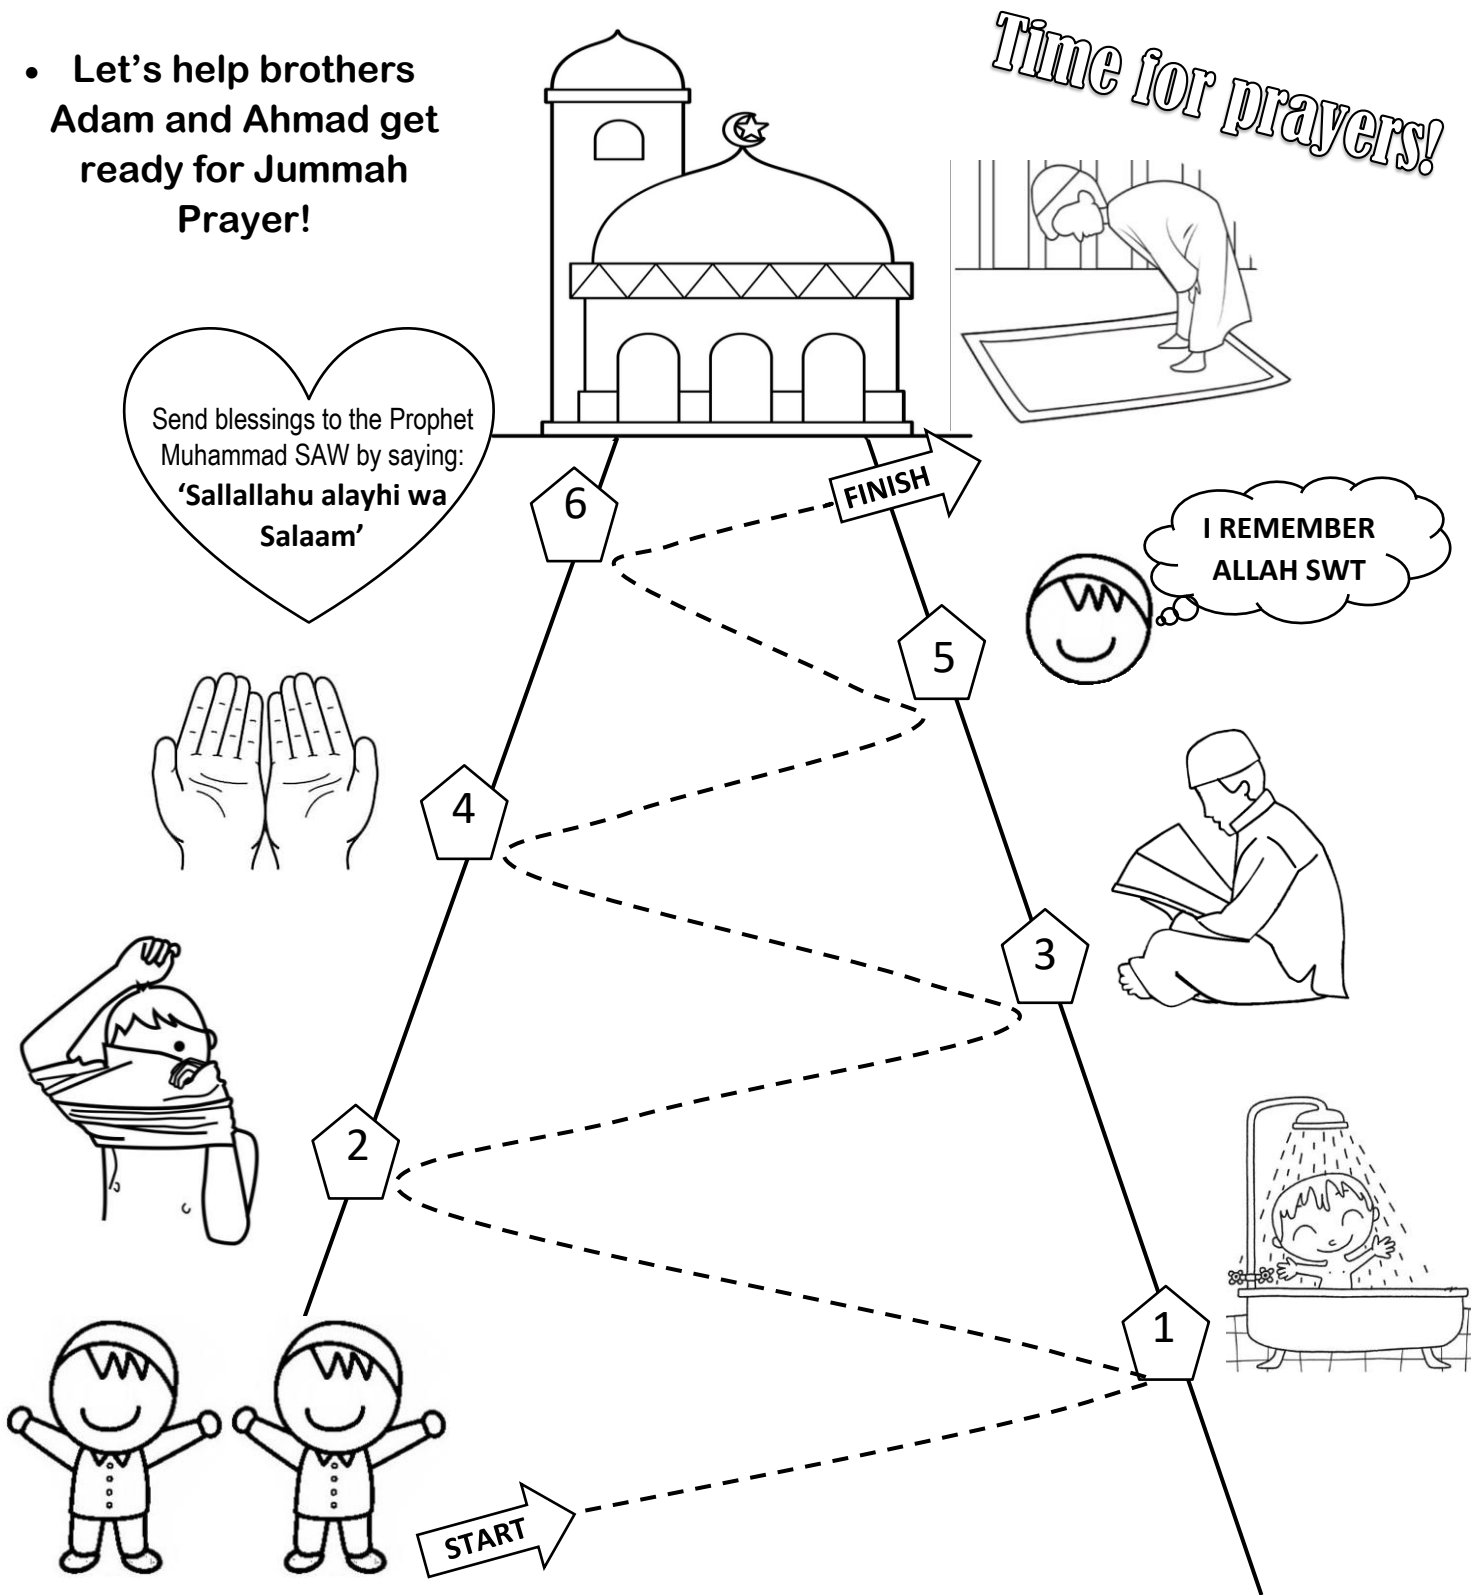 • Let's help brothers
Adam and Ahmad get
ready for Jummah
Prayer!
Time for prayers!
Send blessings to the Prophet
Muhammad SAW by saying:
‘Sallallahu alayhi wa
Salaam’
6
FINISH
I REMEMBER
ALLAH SWT
5
4
3
2
1
START